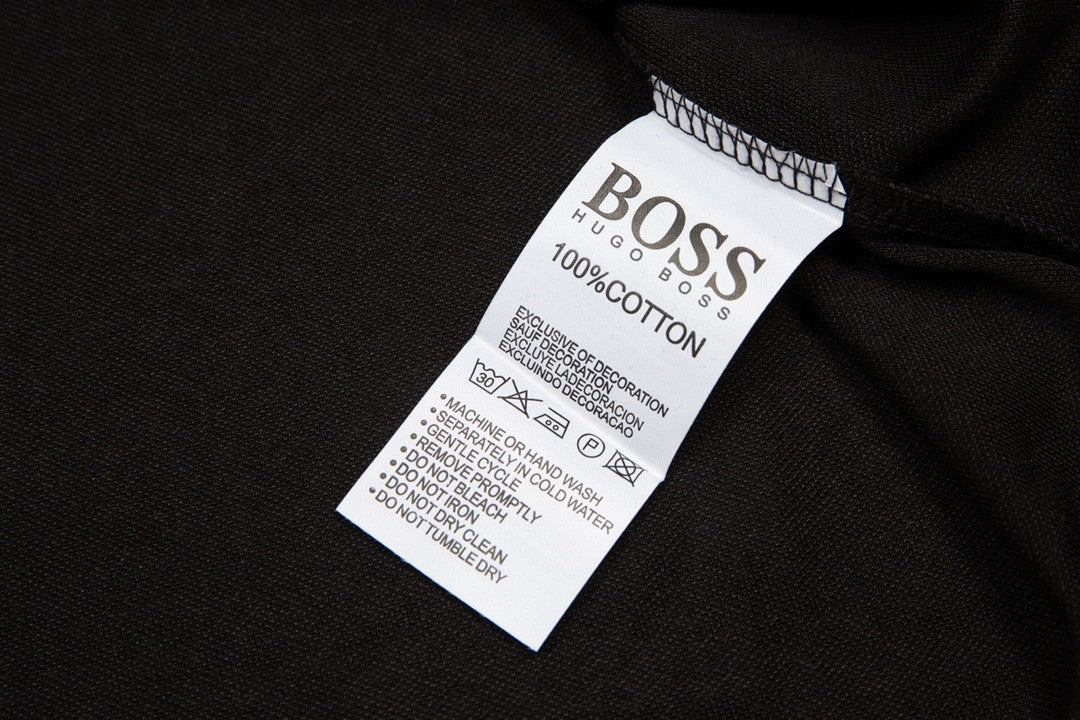 BOSS
HUGO BOSS
100%COTTON
EXCLUSIVE OF DECORATION
SAUF DECORATION
EXCLUYE LADECORACION
EXCLUINDO DECORACAO
30
P
•MACHINE OR HAND WASH
•SEPARATELY IN COLD WATER
•GENTLE CYCLE
•REMOVE PROMPTLY
•DO NOT BLEACH
•DO NOT IRON
•DO NOT DRY CLEAN
•DO NOT TUMBLE DRY